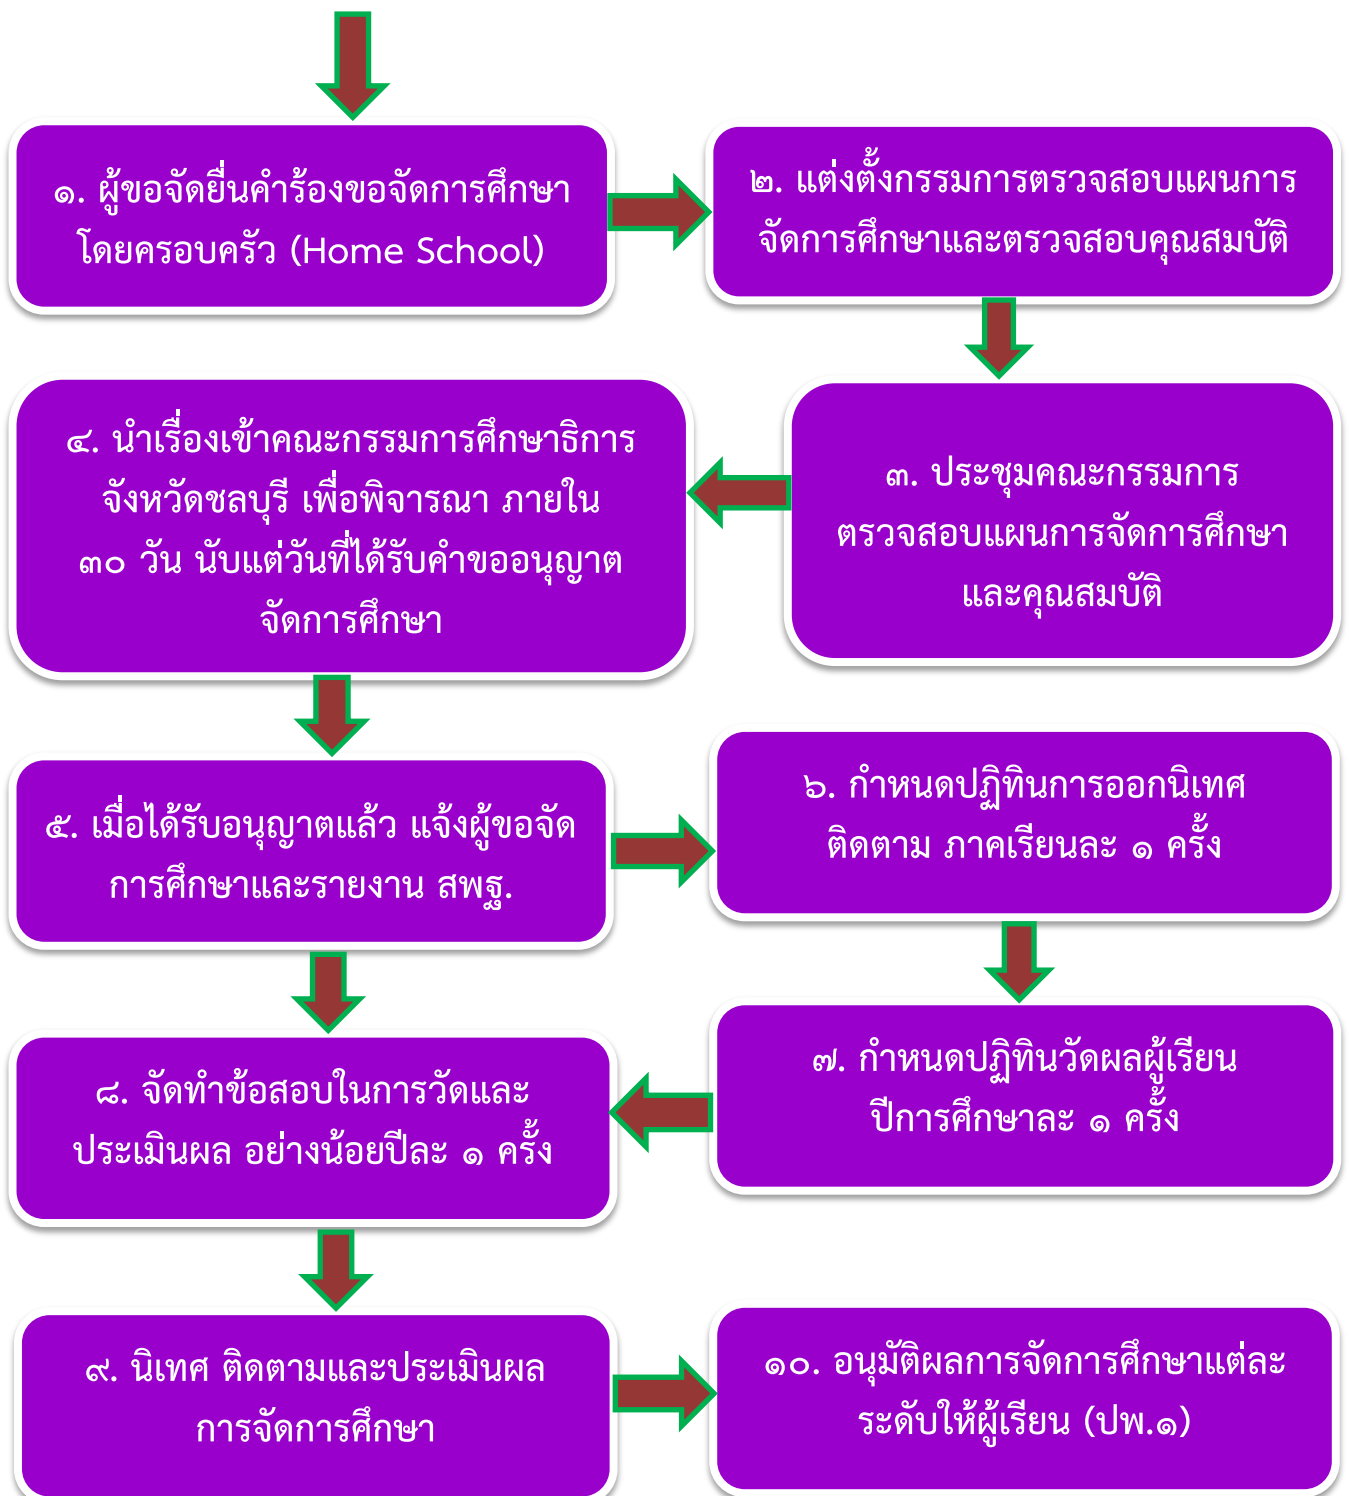 ๑. ผู้ขอจัดยื่นคำร้องขอจัดการศึกษา
โดยครอบครัว (Home School)
๒. แต่งตั้งกรรมการตรวจสอบแผนการ
จัดการศึกษาและตรวจสอบคุณสมบัติ
๓. ประชุมคณะกรรมการ
ตรวจสอบแผนการจัดการศึกษา
และคุณสมบัติ
๔. นำเรื่องเข้าคณะกรรมการศึกษาธิการ
จังหวัดชลบุรี เพื่อพิจารณา ภายใน
๓๐ วัน นับแต่วันที่ได้รับคำขออนุญาต
จัดการศึกษา
๕. เมื่อได้รับอนุญาตแล้ว แจ้งผู้ขอจัด
การศึกษาและรายงาน สพฐ.
๖. กำหนดปฏิทินการออกนิเทศ
ติดตาม ภาคเรียนละ ๑ ครั้ง
๗. กำหนดปฏิทินวัดผลผู้เรียน
ปีการศึกษาละ ๑ ครั้ง
๘. จัดทำข้อสอบในการวัดและ
ประเมินผล อย่างน้อยปีละ ๑ ครั้ง
๙. นิเทศ ติดตามและประเมินผล
การจัดการศึกษา
๑๐. อนุมัติผลการจัดการศึกษาแต่ละ
ระดับให้ผู้เรียน (ปพ.๑)